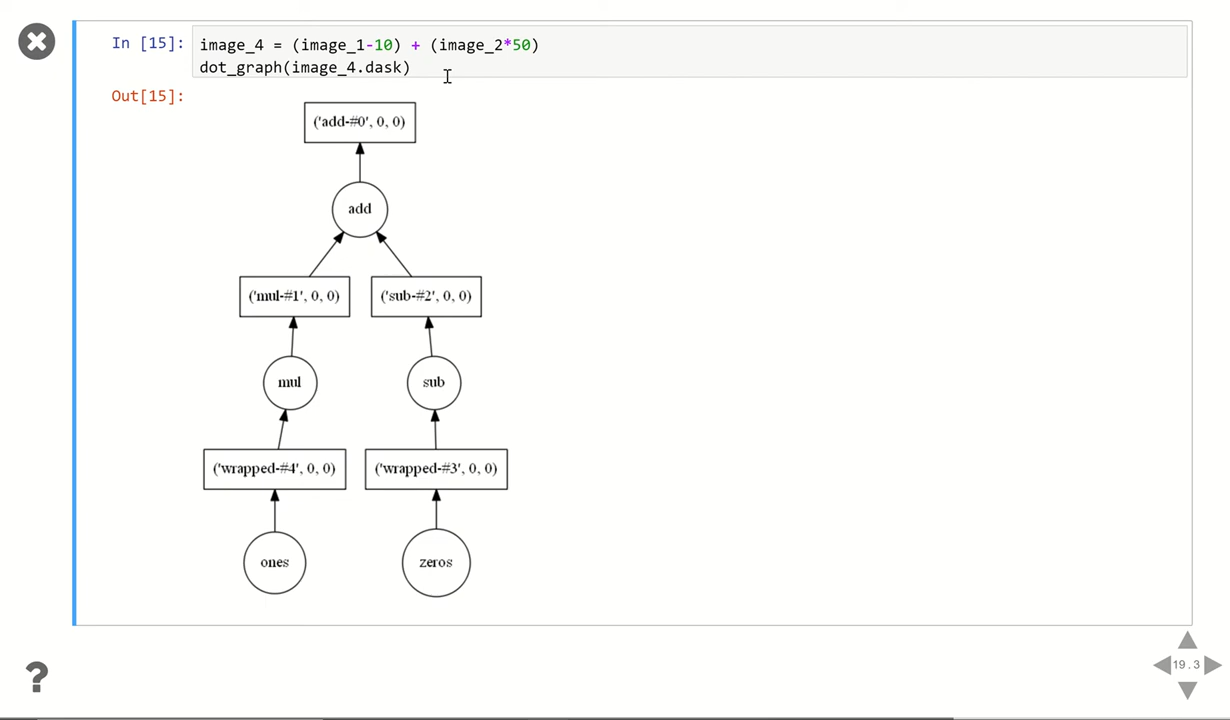 In [15]:
image_4 = (image_1-10) + (image_2*50)
dot_graph(image_4.dask)
Out[15]:
('add-#0', 0, 0)
add
('mul-#1', 0, 0)
('sub-#2', 0, 0)
mul
sub
('wrapped-#4', 0, 0)
('wrapped-#3', 0, 0)
ones
zeros
?
19.3